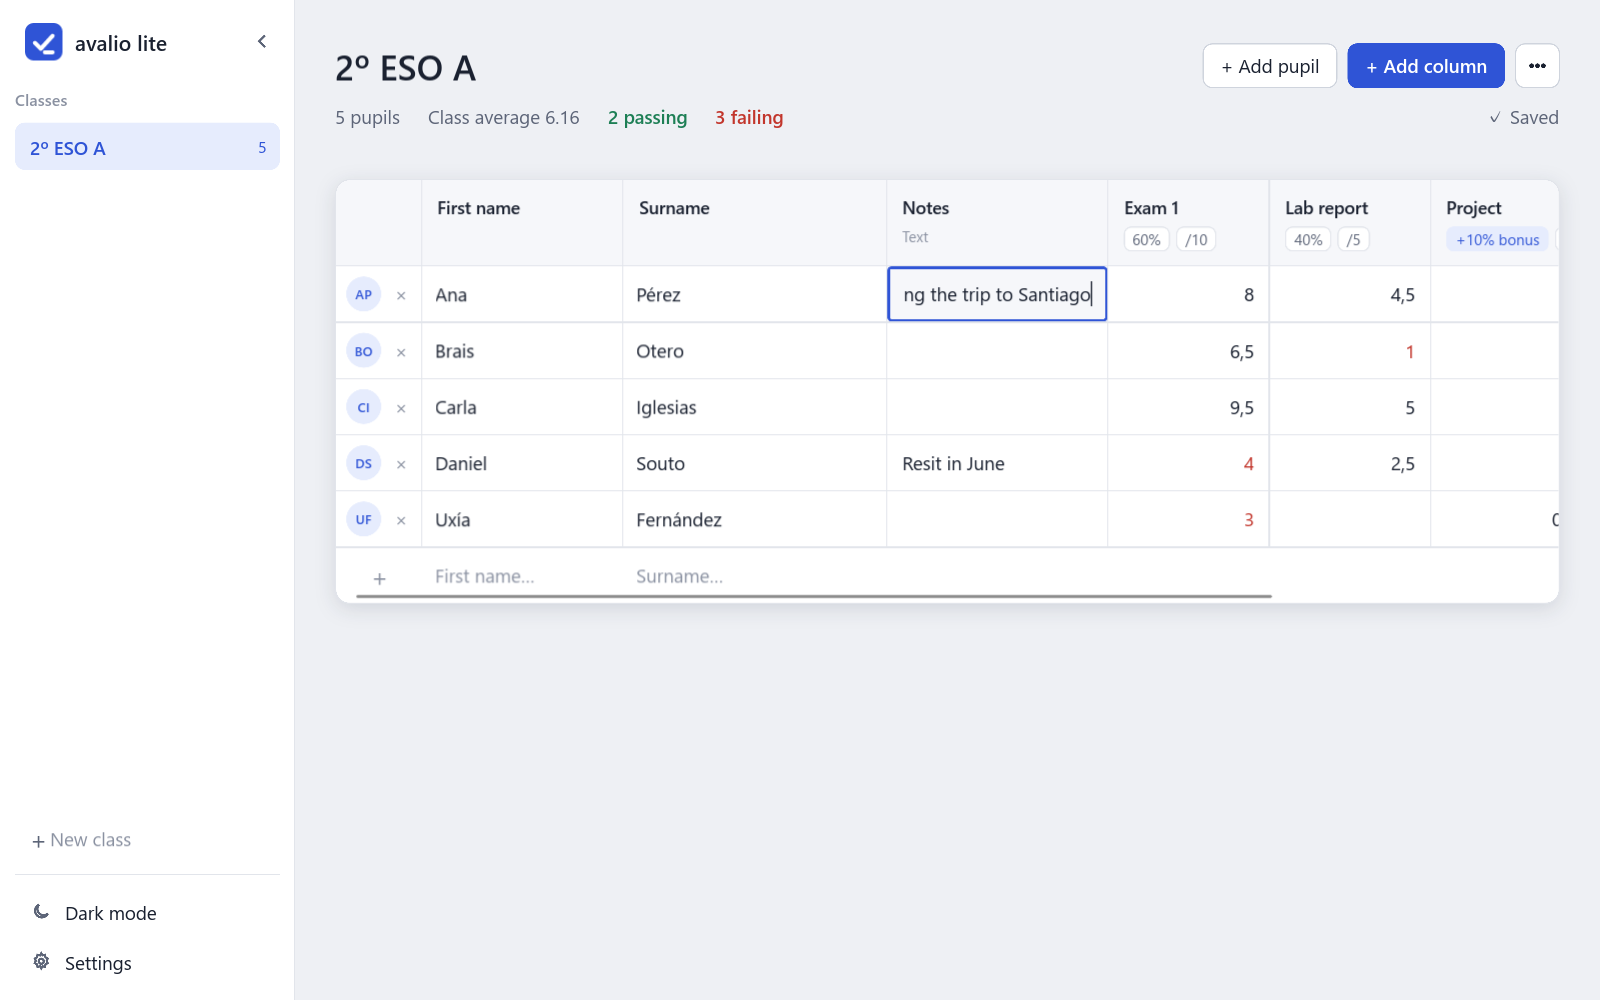 avalio lite
Classes
2º ESO A 5
+ New class
Dark mode
Settings
2º ESO A
+ Add pupil
+ Add column
5 pupils Class average 6.16 2 passing 3 failing
✓ Saved
First name Surname Notes Exam 1 Lab report Project
Text 60% /10 40% /5 +10% bonus
AP × Ana Pérez ng the trip to Santiago 8 4,5
BO × Brais Otero 6,5 1
CI × Carla Iglesias 9,5 5
DS × Daniel Souto Resit in June 4 2,5
UF × Uxía Fernández 3
+ First name... Surname...